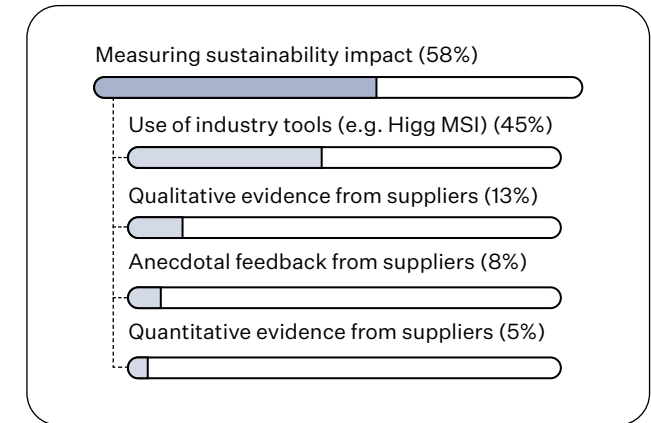 Measuring sustainability impact (58%)
Use of industry tools (e.g. Higg MSI) (45%)
Qualitative evidence from suppliers (13%)
Anecdotal feedback from suppliers (8%)
Quantitative evidence from suppliers (5%)